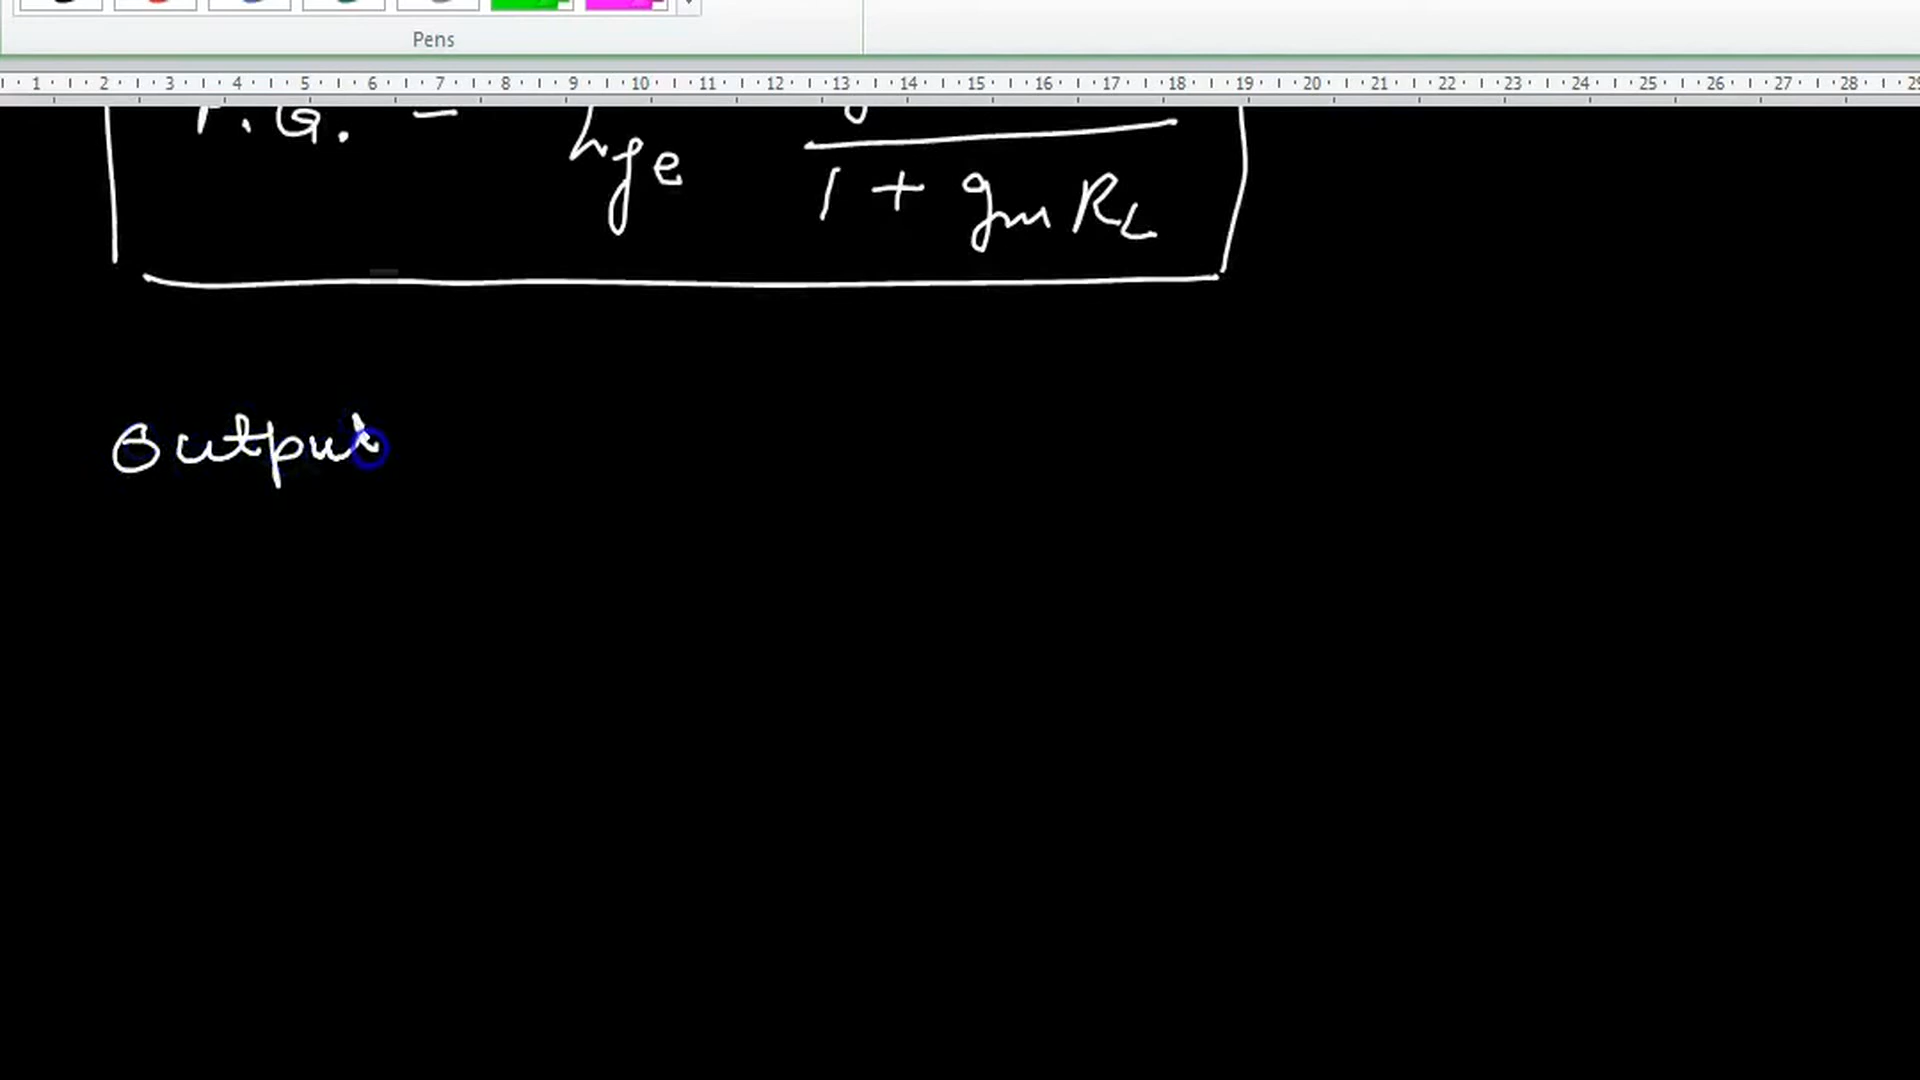 Pens
1 2 3 4 5 6 7 8 9 10 11 12 13 14 15 16 17 18 19 20 21 22 23 24 25 26 27 28 29
P.G. = hfe
1 + gm RL
Output